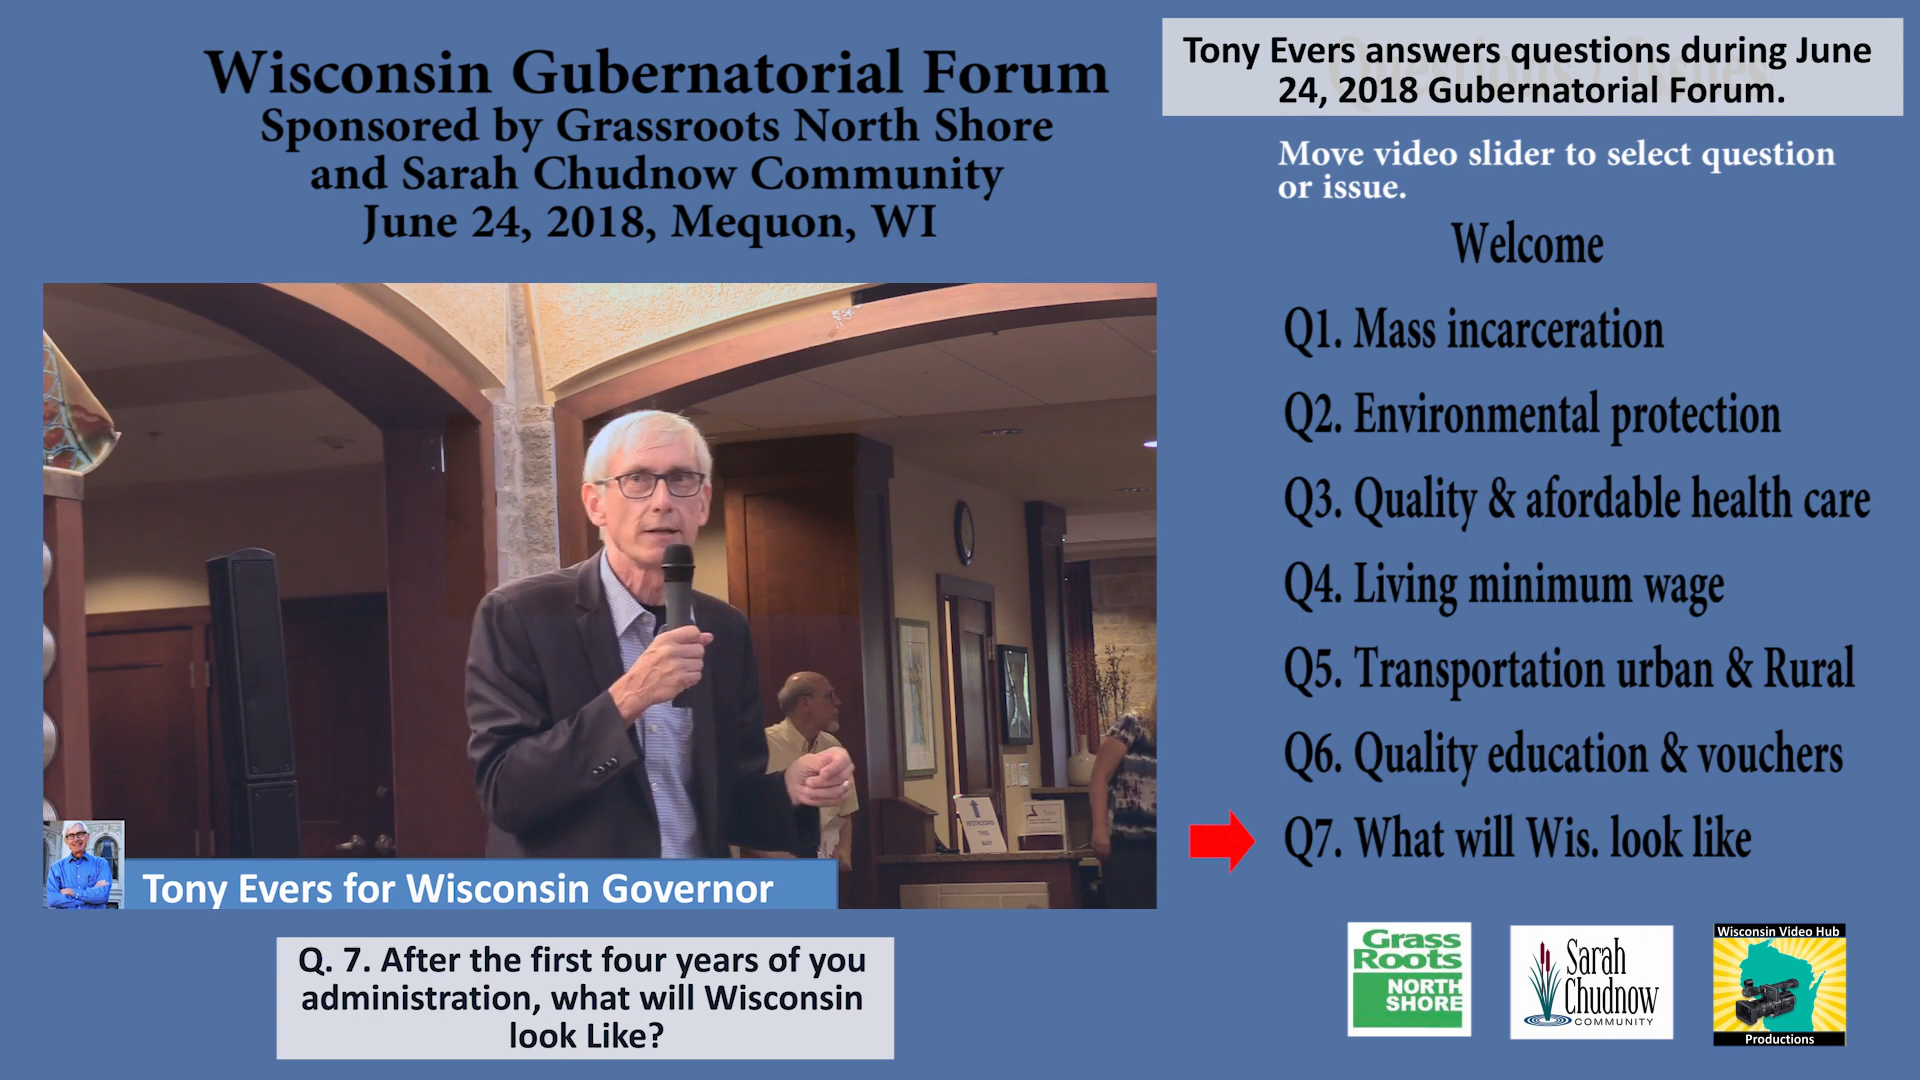 Wisconsin Gubernatorial Forum
Sponsored by Grassroots North Shore
and Sarah Chudnow Community
June 24, 2018, Mequon, WI
Tony Evers answers questions during June
24, 2018 Gubernatorial Forum.
Move video slider to select question
or issue.
Welcome
Q1. Mass incarceration
Q2. Environmental protection
Q3. Quality & afordable health care
Q4. Living minimum wage
Q5. Transportation urban & Rural
Q6. Quality education & vouchers
Q7. What will Wis. look like
RESTROOMS
THIS
WAY
Tony Evers for Wisconsin Governor
Q. 7. After the first four years of you
administration, what will Wisconsin
look Like?
Grass
Roots
NORTH
SHORE
Sarah
Chudnow
COMMUNITY
Wisconsin Video Hub
Productions